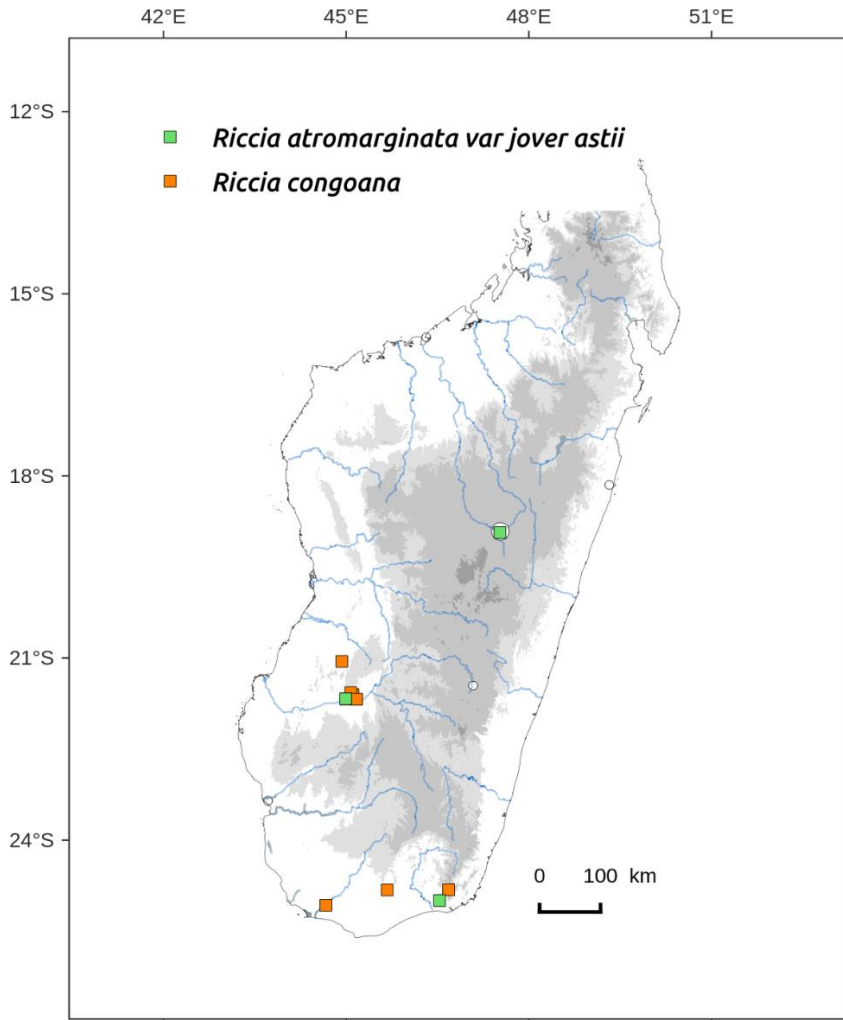 42°E 45°E 48°E 51°E
12°S
Riccia atromarginata var jover astii
Riccia congoana
15°S
18°S
21°S
24°S
0 100 km